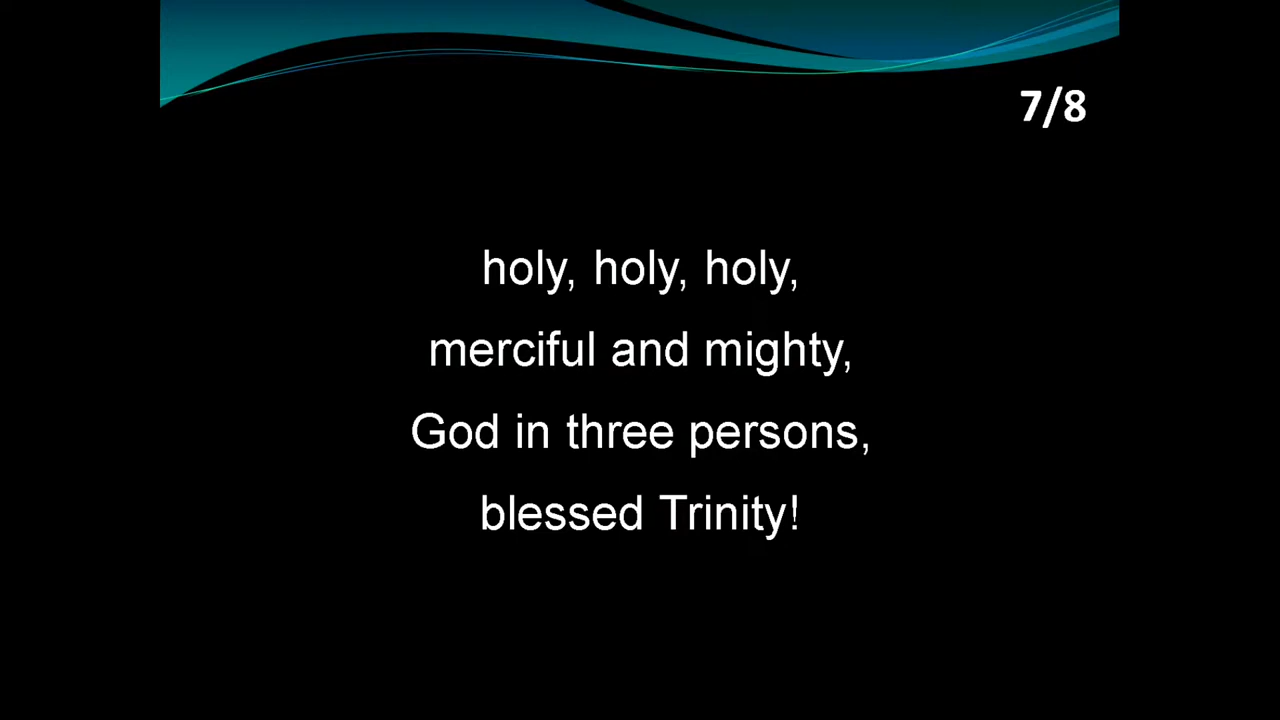 7/8
holy, holy, holy,
merciful and mighty,
God in three persons,
blessed Trinity!